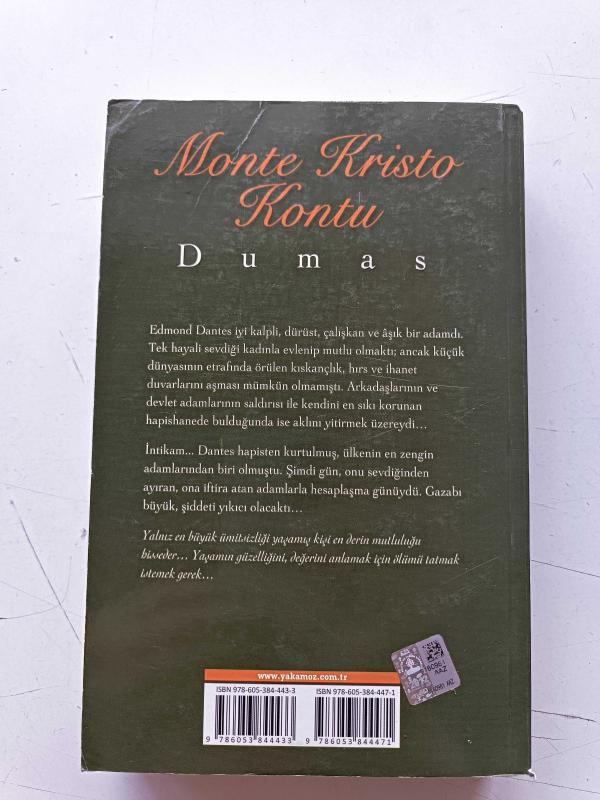 Monte Kristo
Kontu
Dumas
Edmond Dantes iyi kalpli, dürüst, çalışkan ve âşık bir adamdı.
Tek hayali sevdiği kadınla evlenip mutlu olmaktı; ancak küçük
dünyasının etrafında örülen kıskançlık, hırs ve ihanet
duvarlarını aşması mümkün olmamıştı. Arkadaşlarının ve
devlet adamlarının saldırısı ile kendini en sıkı korunan
hapishanede bulduğunda ise aklını yitirmek üzereydi...
İntikam... Dantes hapisten kurtulmuş, ülkenin en zengin
adamlarından biri olmuştu. Şimdi gün, onu sevdiğinden
ayıran, ona iftira atan adamlarla hesaplaşma günüydü. Gazabı
büyük, şiddeti yıkıcı olacaktı...
Yalnız en büyük ümitsizliği yaşamış kişi en derin mutluluğu
hisseder... Yaşamın güzelliğini, değerini anlamak için ölümü tatmak
istemek gerek...
www.yakamoz.com.tr
ISBN 978-605-384-443-3
ISBN 978-605-384-447-1
9 786053 844433
9 786053 844471